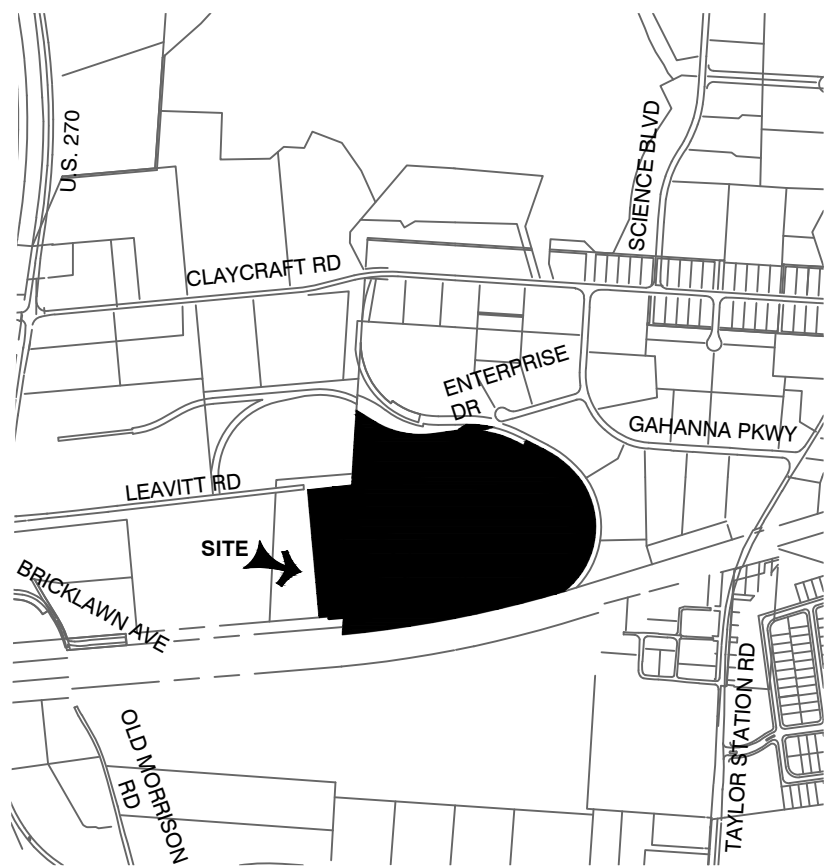 U.S. 270
SCIENCE BLVD
CLAYCRAFT RD
ENTERPRISE
DR
GAHANNA PKWY
LEAVITT RD
SITE
BRICKLAWN AVE
OLD MORRISON
RD
TAYLOR STATION RD